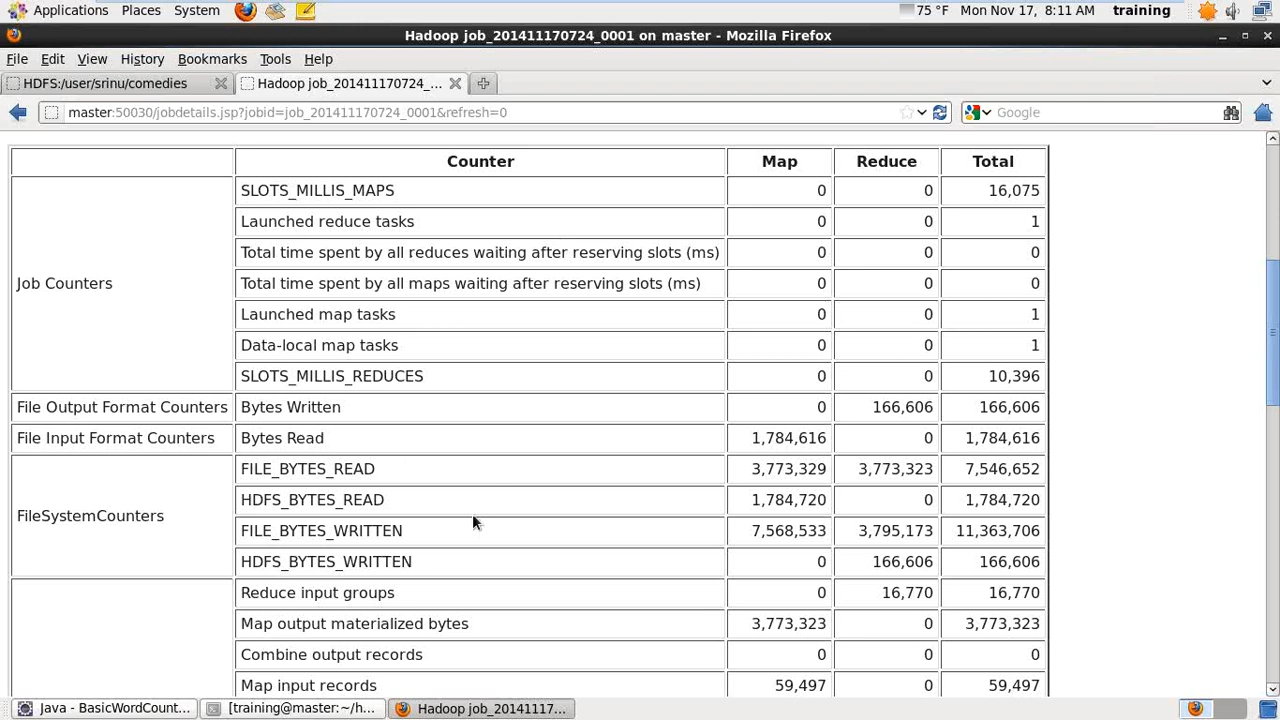 Applications Places System 75 °F Mon Nov 17, 8:11 AM training
Hadoop job_201411170724_0001 on master - Mozilla Firefox
File Edit View History Bookmarks Tools Help
HDFS:/user/srinu/comedies Hadoop job_201411170724_...
master:50030/jobdetails.jsp?jobid=job_201411170724_0001&refresh=0 Google
Counter Map Reduce Total
Job Counters
SLOTS_MILLIS_MAPS 0 0 16,075
Launched reduce tasks 0 0 1
Total time spent by all reduces waiting after reserving slots (ms) 0 0 0
Total time spent by all maps waiting after reserving slots (ms) 0 0 0
Launched map tasks 0 0 1
Data-local map tasks 0 0 1
SLOTS_MILLIS_REDUCES 0 0 10,396
File Output Format Counters Bytes Written 0 166,606 166,606
File Input Format Counters Bytes Read 1,784,616 0 1,784,616
FileSystemCounters
FILE_BYTES_READ 3,773,329 3,773,323 7,546,652
HDFS_BYTES_READ 1,784,720 0 1,784,720
FILE_BYTES_WRITTEN 7,568,533 3,795,173 11,363,706
HDFS_BYTES_WRITTEN 0 166,606 166,606
Reduce input groups 0 16,770 16,770
Map output materialized bytes 3,773,323 0 3,773,323
Combine output records 0 0 0
Map input records 59,497 0 59,497
Java - BasicWordCount... [training@master:~/h... Hadoop job_20141117...